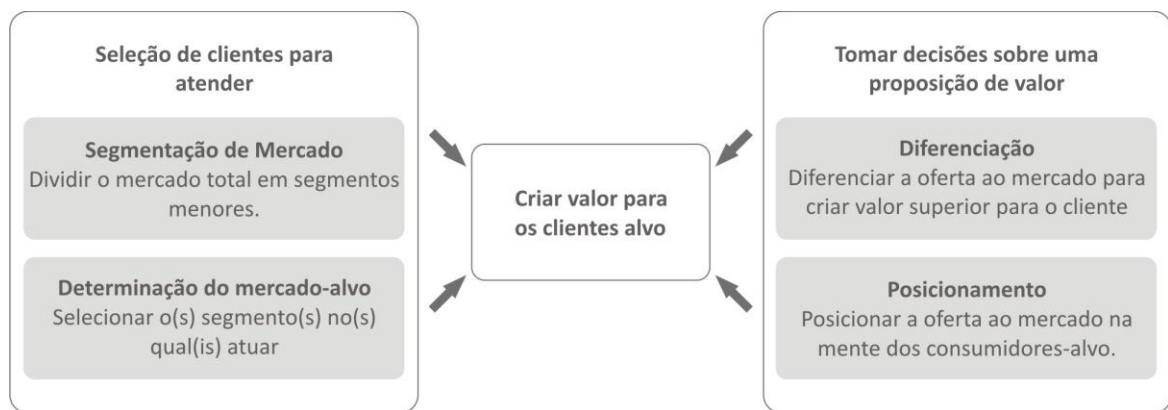 Seleção de clientes para
atender
Segmentação de Mercado
Dividir o mercado total em segmentos
menores.
Determinação do mercado-alvo
Selecionar o(s) segmento(s) no(s)
qual(is) atuar
Criar valor para
os clientes alvo
Tomar decisões sobre uma
proposição de valor
Diferenciação
Diferenciar a oferta ao mercado para
criar valor superior para o cliente
Posicionamento
Posicionar a oferta ao mercado na
mente dos consumidores-alvo.